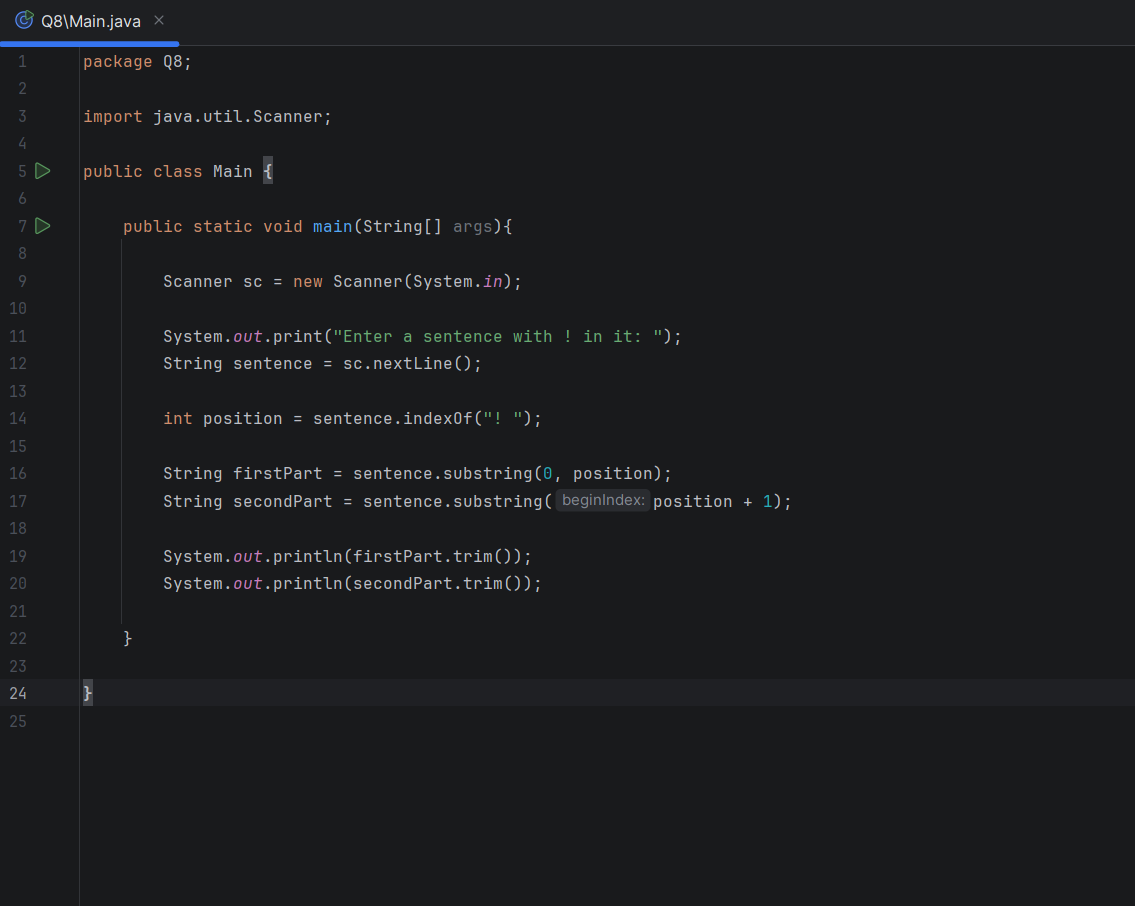 Q8\Main.java
1 package Q8;
2
3 import java.util.Scanner;
4
5 public class Main {
6
7 public static void main(String[] args){
8
9 Scanner sc = new Scanner(System.in);
10
11 System.out.print("Enter a sentence with ! in it: ");
12 String sentence = sc.nextLine();
13
14 int position = sentence.indexOf("! ");
15
16 String firstPart = sentence.substring(0, position);
17 String secondPart = sentence.substring( beginIndex: position + 1);
18
19 System.out.println(firstPart.trim());
20 System.out.println(secondPart.trim());
21
22 }
23
24 }
25